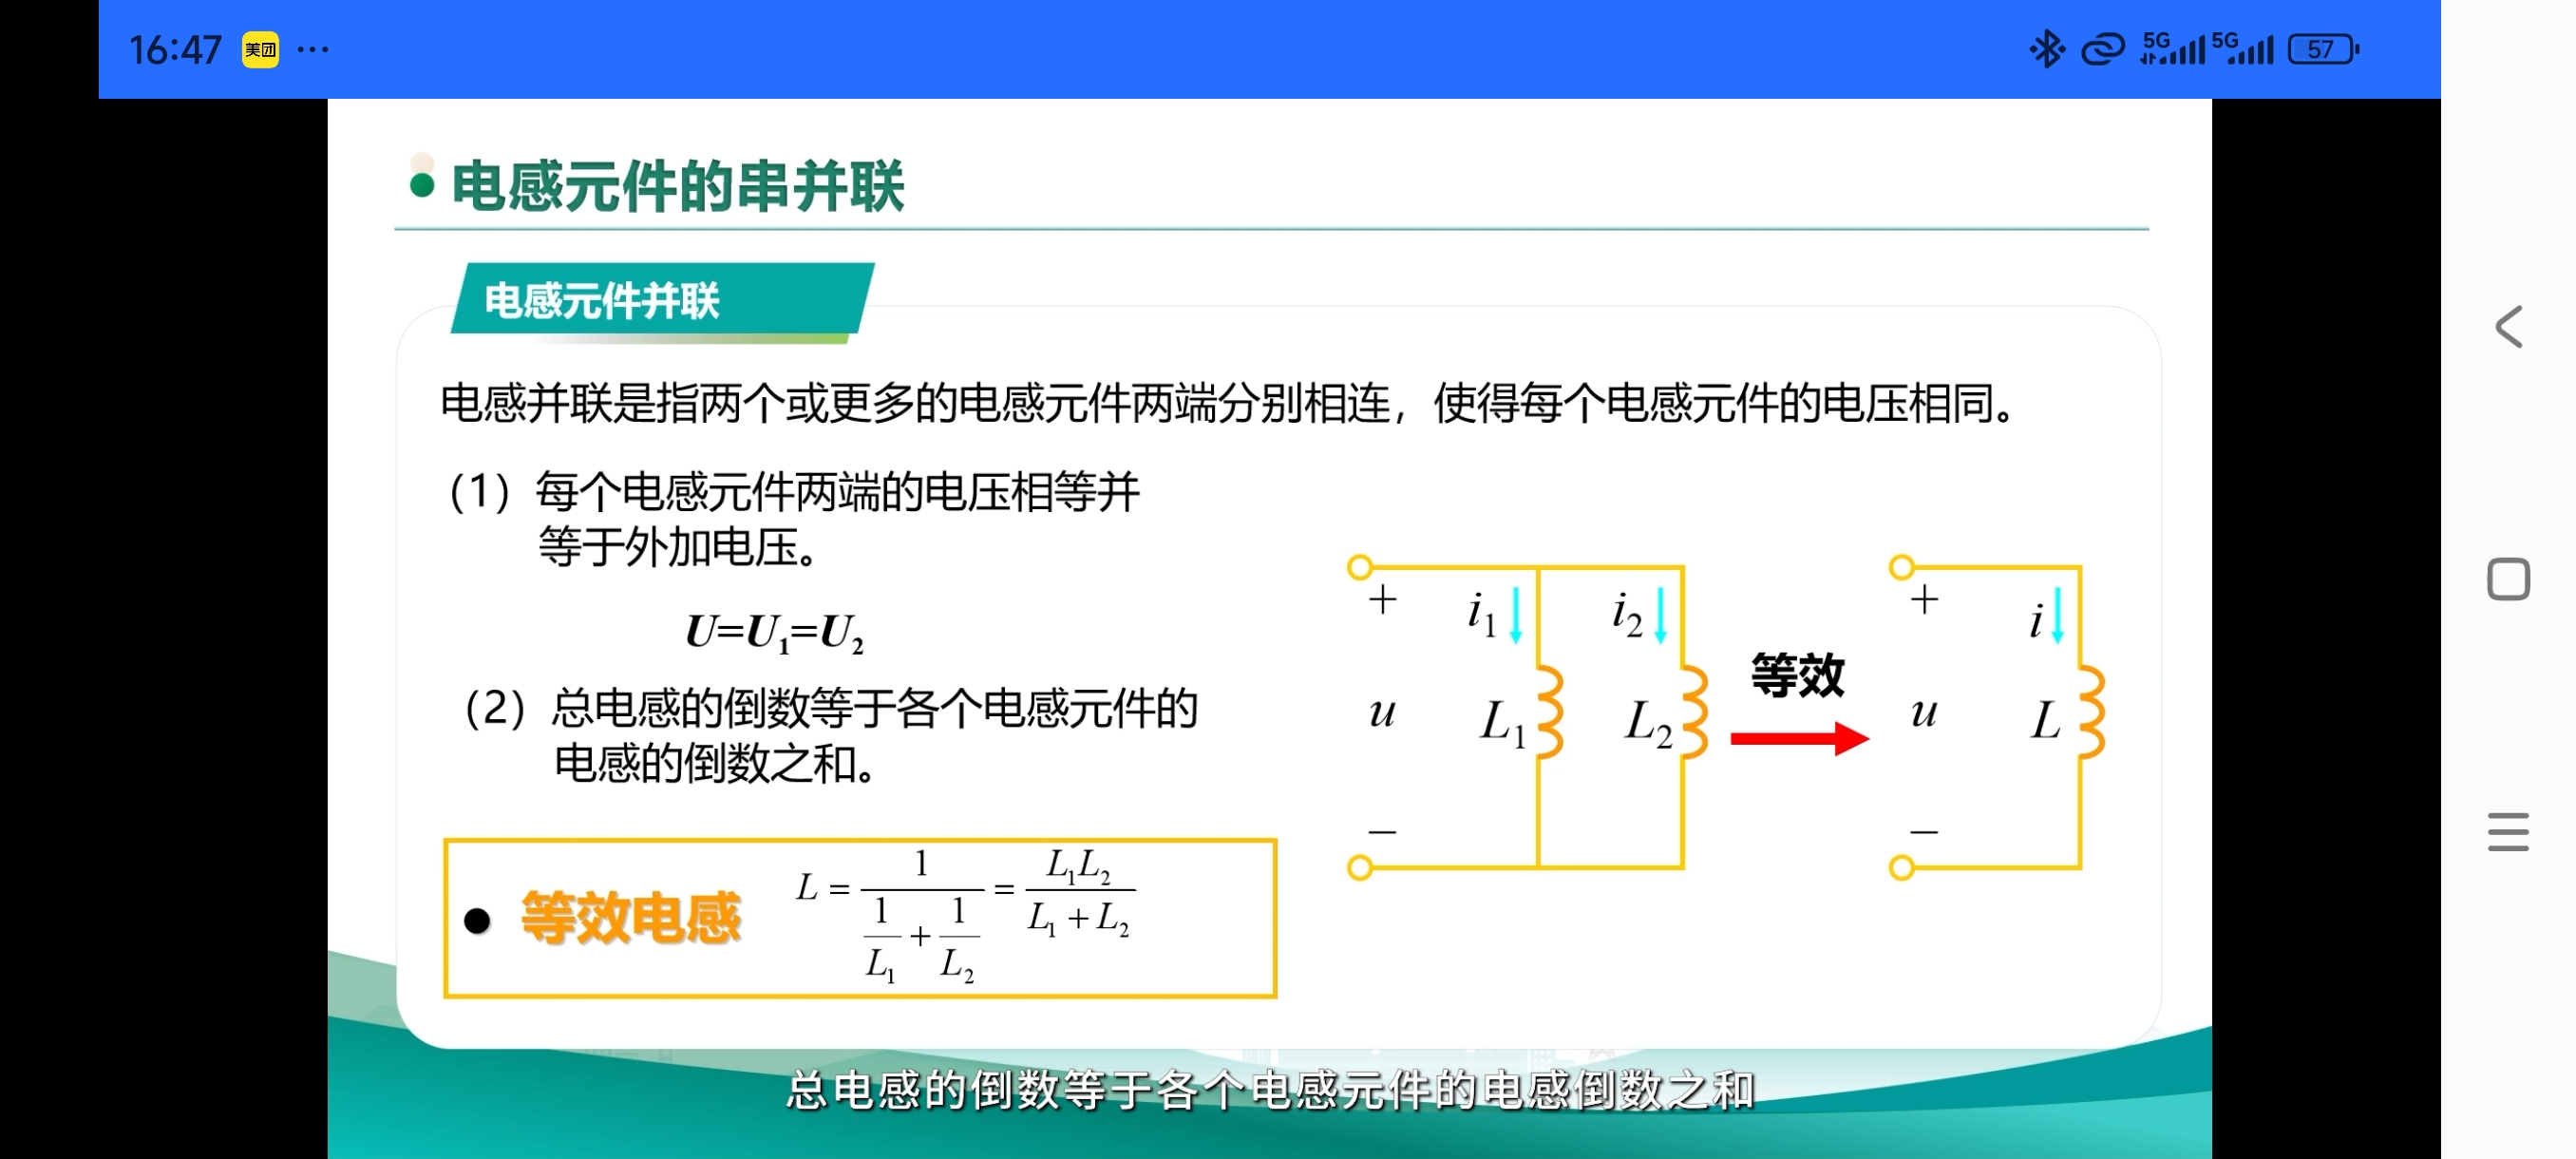 16:47 美团 ...
5G 5G 57
电感元件的串并联
电感元件并联
电感并联是指两个或更多的电感元件两端分别相连，使得每个电感元件的电压相同。
（1）每个电感元件两端的电压相等并
等于外加电压。
U=U₁=U₂
（2）总电感的倒数等于各个电感元件的
电感的倒数之和。
● 等效电感 L = 1/(1/L₁ + 1/L₂) = L₁L₂/(L₁ + L₂)
+ i₁ i₂
u L₁ L₂
−
等效
+ i
u L
−
总电感的倒数等于各个电感元件的电感倒数之和